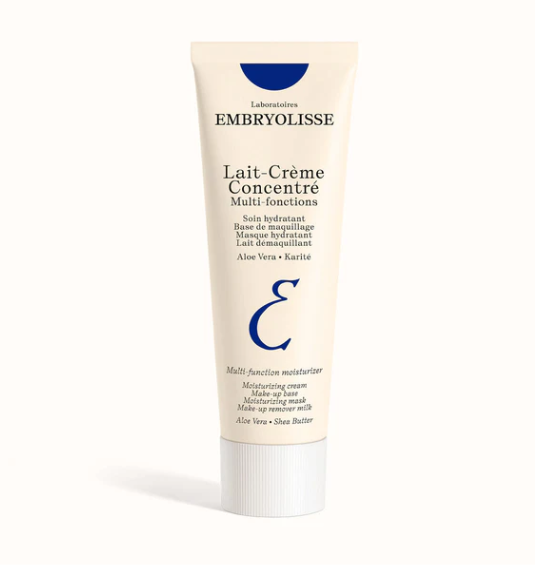 Laboratoires
EMBRYOLISSE
Lait-Crème
Concentré
Multi-fonctions
Soin hydratant
Base de maquillage
Masque hydratant
Lait démaquillant
Aloe Vera • Karité
E
Multi-function moisturizer
Moisturizing cream
Make-up base
Moisturizing mask
Make-up remover milk
Aloe Vera • Shea Butter